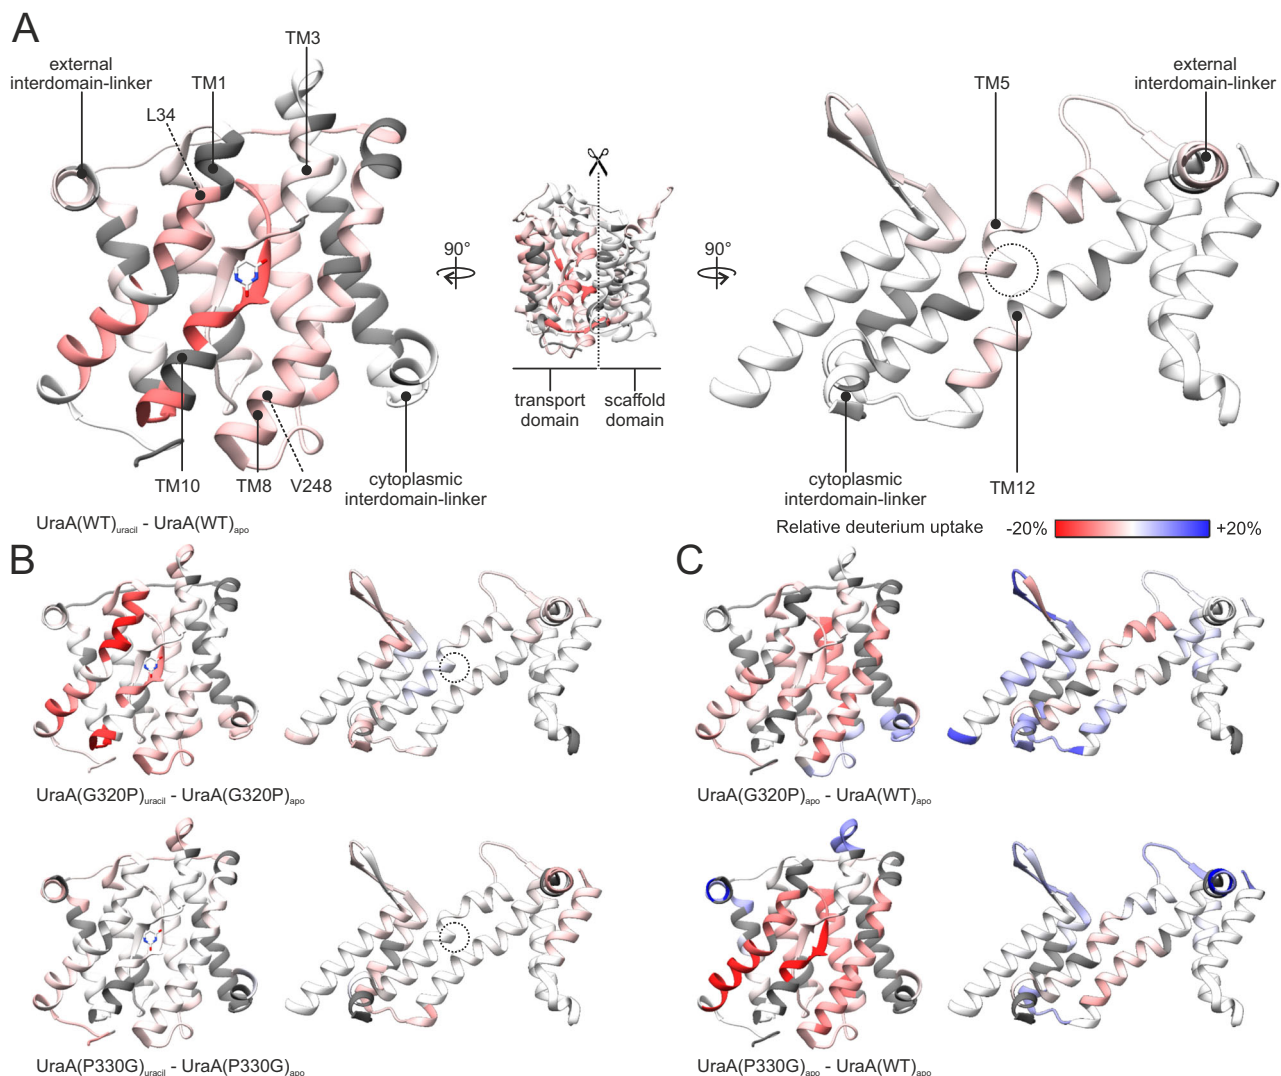 A
TM3
external
interdomain-linker
TM1
L34
TM5
external
interdomain-linker
90°
90°
transport
domain
scaffold
domain
TM10
TM8
V248
cytoplasmic
interdomain-linker
cytoplasmic
interdomain-linker
TM12
UraA(WT)uracil - UraA(WT)apo
Relative deuterium uptake
-20%
+20%
B
C
UraA(G320P)uracil - UraA(G320P)apo
UraA(G320P)apo - UraA(WT)apo
UraA(P330G)uracil - UraA(P330G)apo
UraA(P330G)apo - UraA(WT)apo